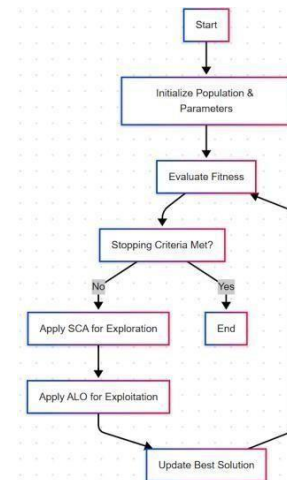 Start
Initialize Population &
Parameters
Evaluate Fitness
Stopping Criteria Met?
No
Yes
Apply SCA for Exploration
End
Apply ALO for Exploitation
Update Best Solution